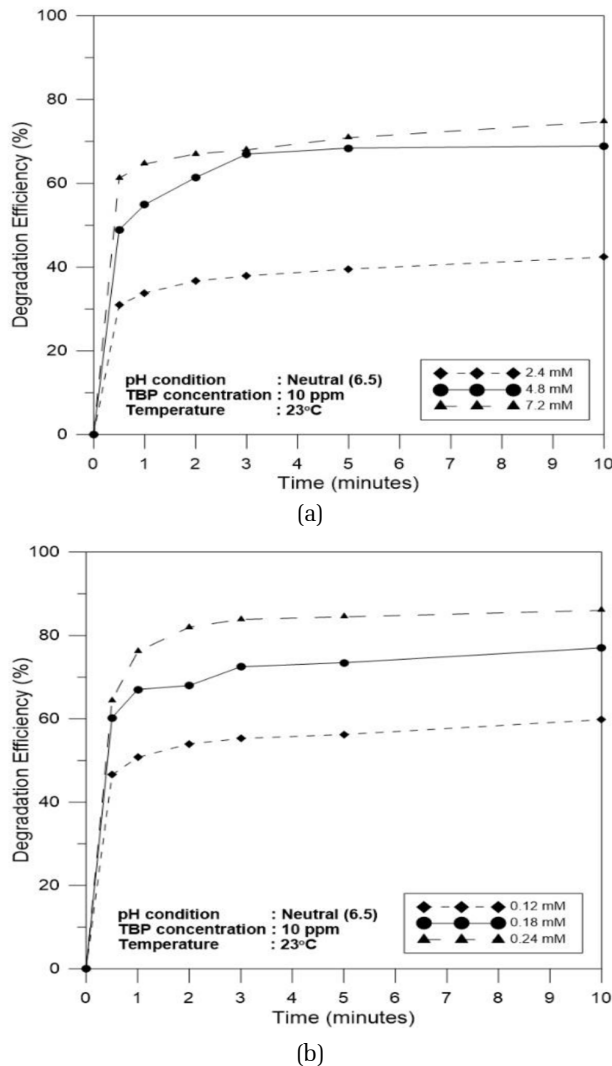 100
80
60
40
20
0
Degradation Efficiency (%)
pH condition : Neutral (6.5)
TBP concentration : 10 ppm
Temperature : 23°C
2.4 mM
4.8 mM
7.2 mM
0 1 2 3 4 5 6 7 8 9 10
Time (minutes)
(a)
100
80
60
40
20
0
Degradation Efficiency (%)
pH condition : Neutral (6.5)
TBP concentration : 10 ppm
Temperature : 23°C
0.12 mM
0.18 mM
0.24 mM
0 1 2 3 4 5 6 7 8 9 10
Time (minutes)
(b)